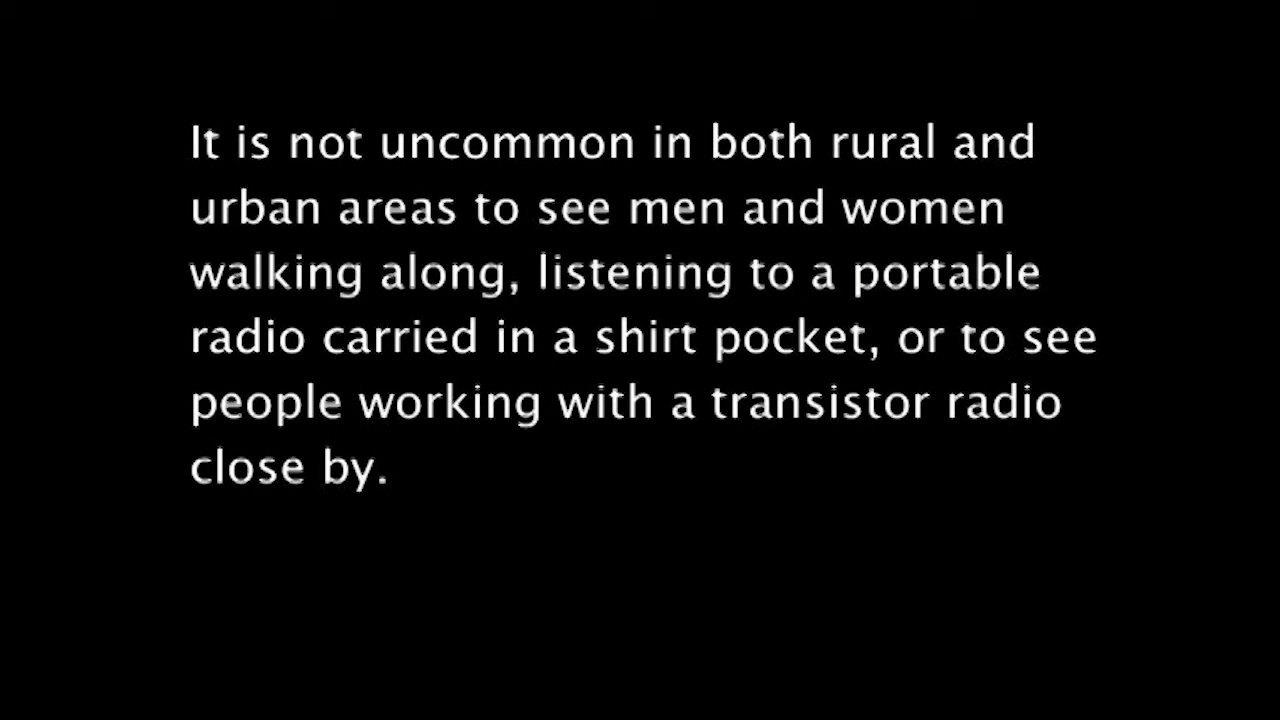 It is not uncommon in both rural and
urban areas to see men and women
walking along, listening to a portable
radio carried in a shirt pocket, or to see
people working with a transistor radio
close by.